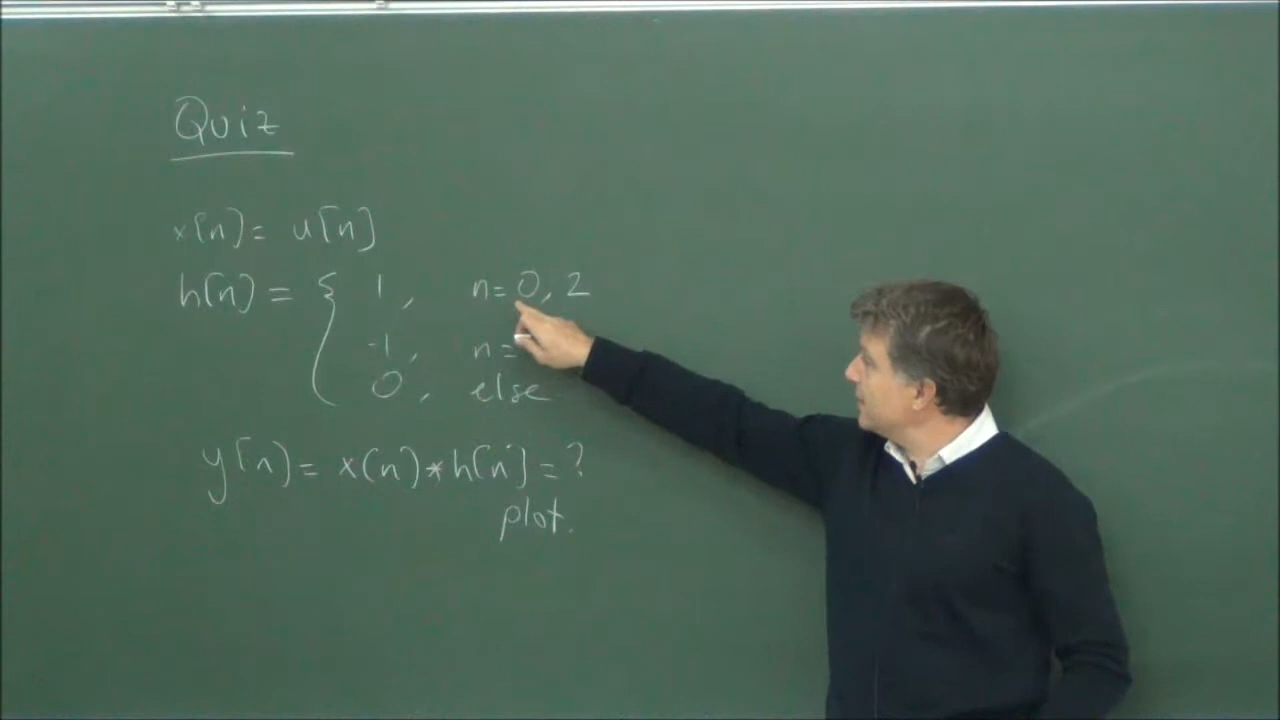 Quiz
x[n] = u[n]
h[n] = { 1, n=0, 2
-1, n=
0, else
y[n] = x[n] * h[n] = ?
plot.